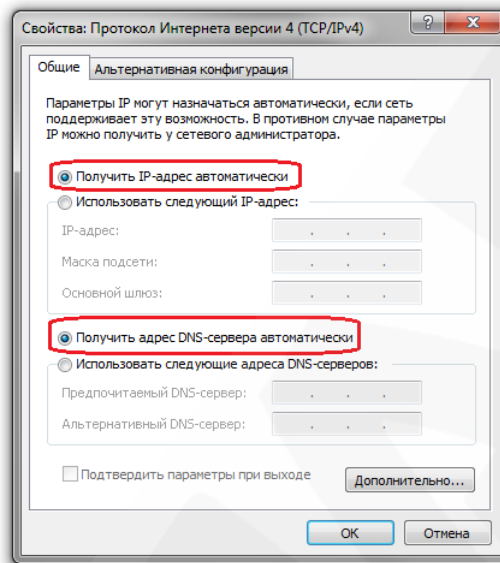 Свойства: Протокол Интернета версии 4 (TCP/IPv4)
Общие
Альтернативная конфигурация
Параметры IP могут назначаться автоматически, если сеть
поддерживает эту возможность. В противном случае параметры
IP можно получить у сетевого администратора.
Получить IP-адрес автоматически
Использовать следующий IP-адрес:
IP-адрес:
Маска подсети:
Основной шлюз:
Получить адрес DNS-сервера автоматически
Использовать следующие адреса DNS-серверов:
Предпочитаемый DNS-сервер:
Альтернативный DNS-сервер:
Подтвердить параметры при выходе
Дополнительно...
OK
Отмена